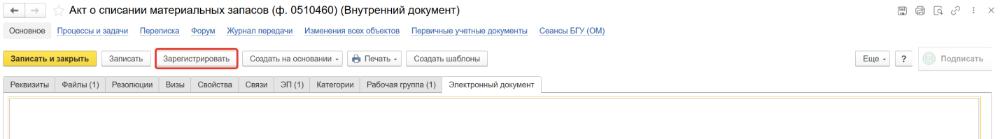 Акт о списании материальных запасов (ф. 0510460) (Внутренний документ)
Основное Процессы и задачи Переписка Форум Журнал передачи Изменения всех объектов Первичные учетные документы Сеансы БГУ (ОМ)
Записать и закрыть Записать Зарегистрировать Создать на основании Печать Создать шаблоны Еще ? Подписать
Реквизиты Файлы (1) Резолюции Визы Свойства Связи ЭП (1) Категории Рабочая группа (1) Электронный документ